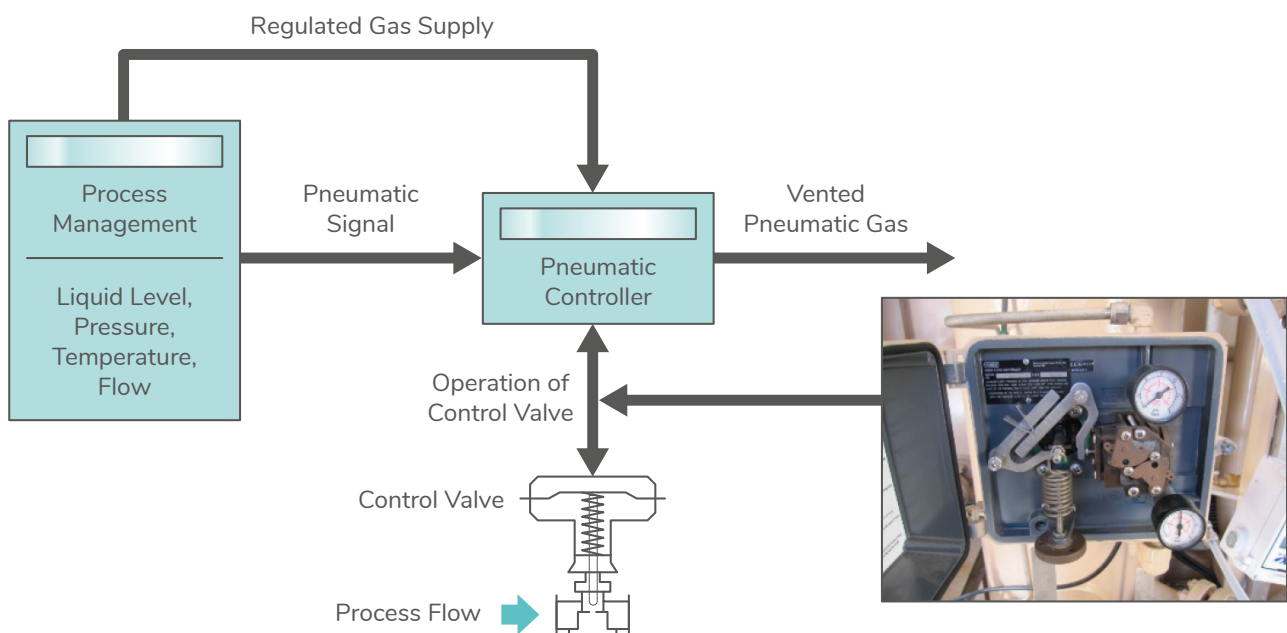 Regulated Gas Supply
Process
Management
Liquid Level,
Pressure,
Temperature,
Flow
Pneumatic
Signal
Pneumatic
Controller
Vented
Pneumatic Gas
Operation of
Control Valve
Control Valve
Process Flow